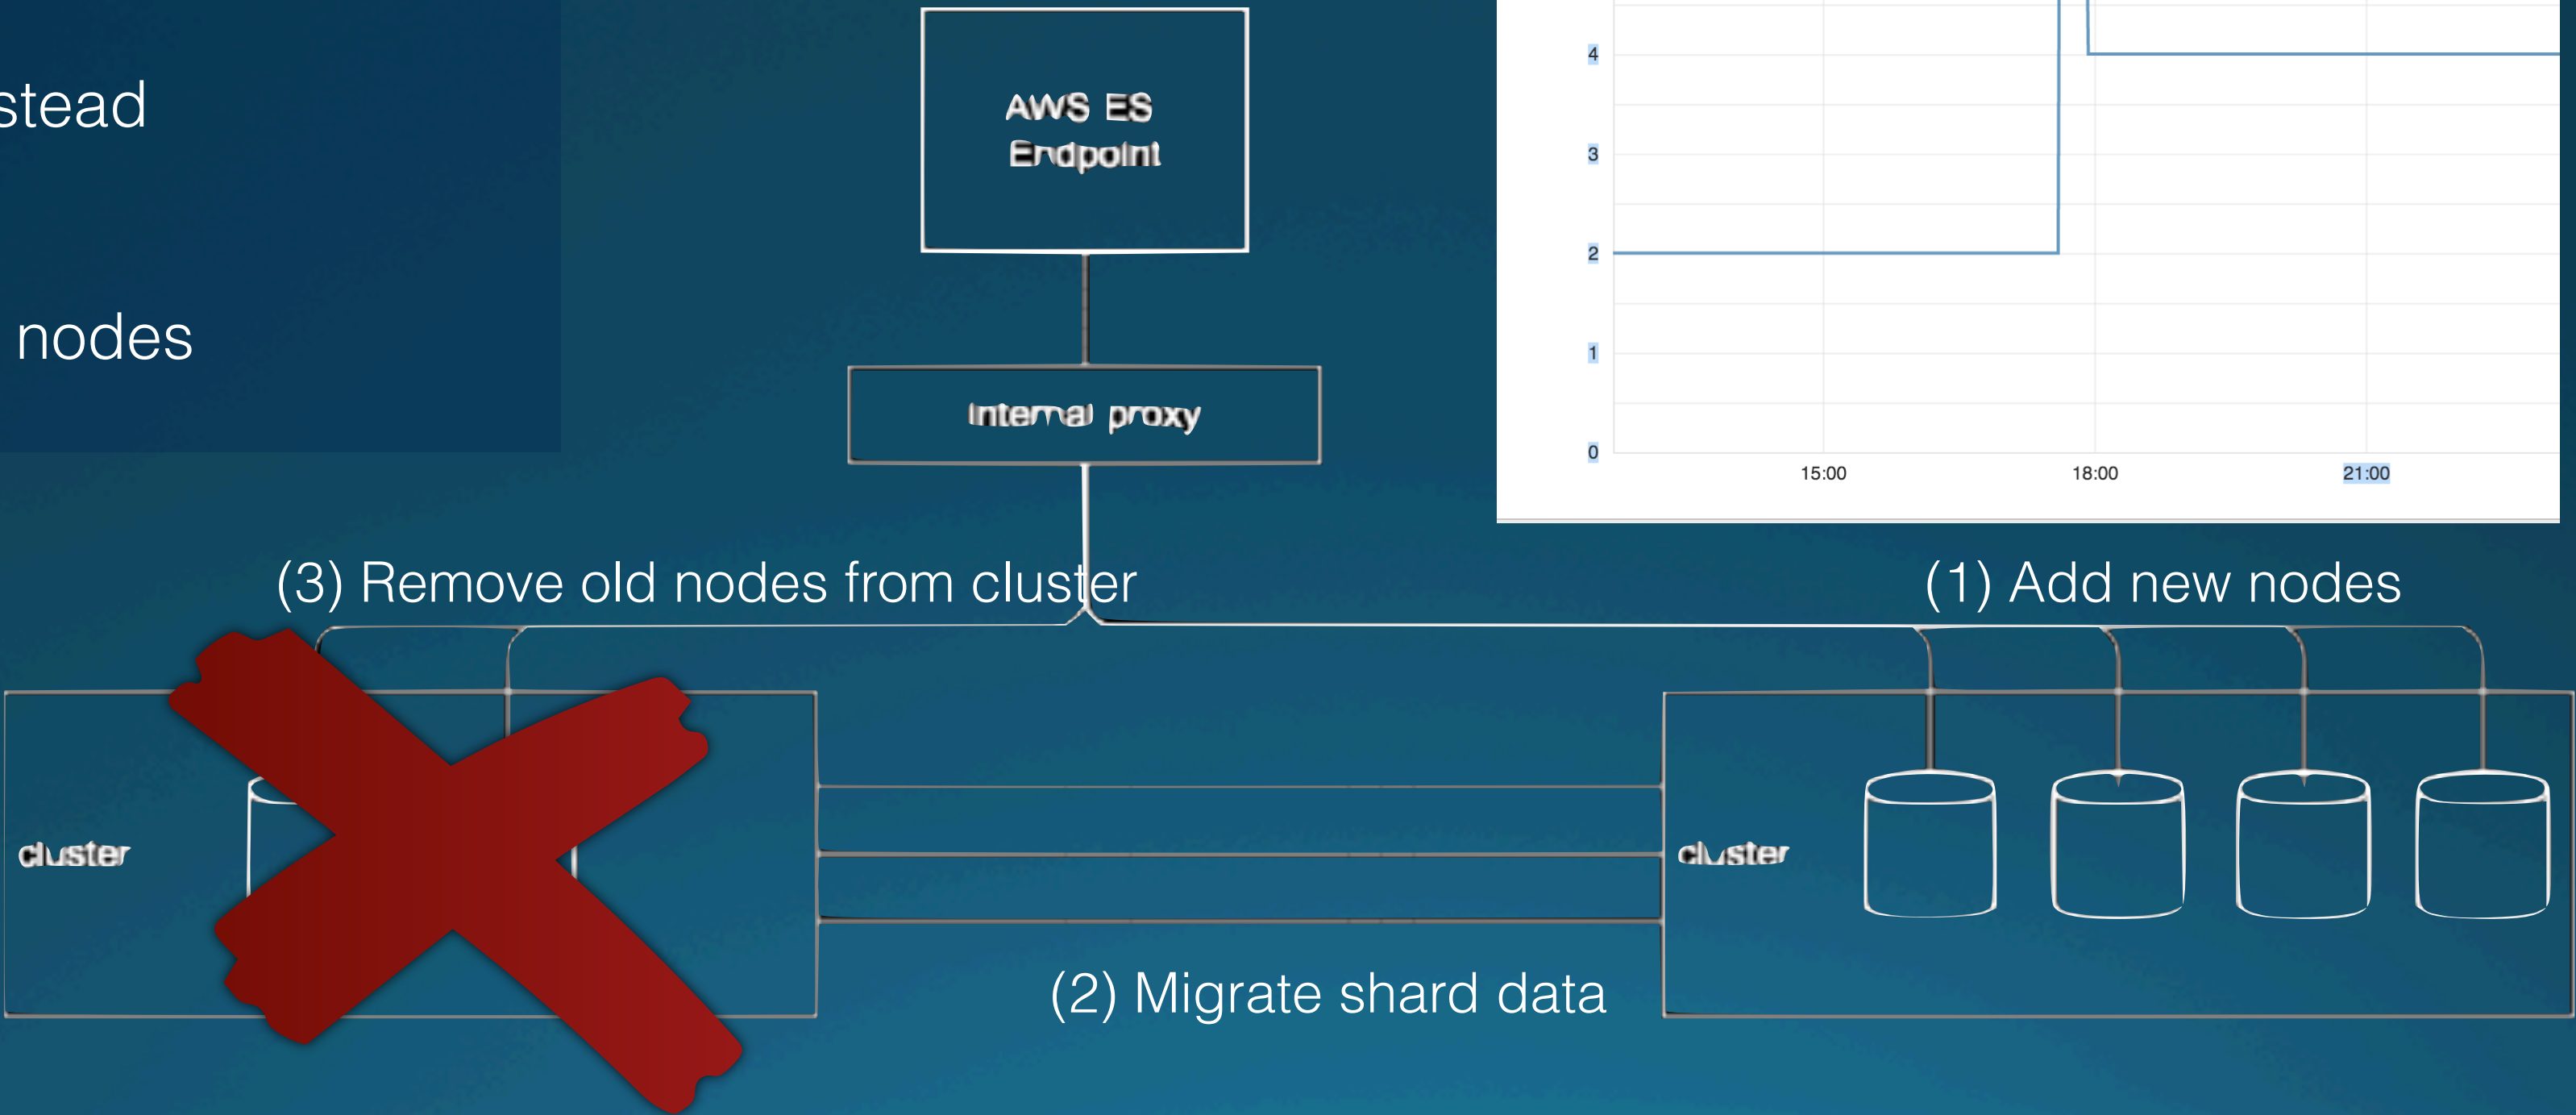 stead
nodes
AWS ES
Endpoint
Internal proxy
4
3
2
1
0
15:00
18:00
21:00
(3) Remove old nodes from cluster
(1) Add new nodes
cluster
cluster
(2) Migrate shard data